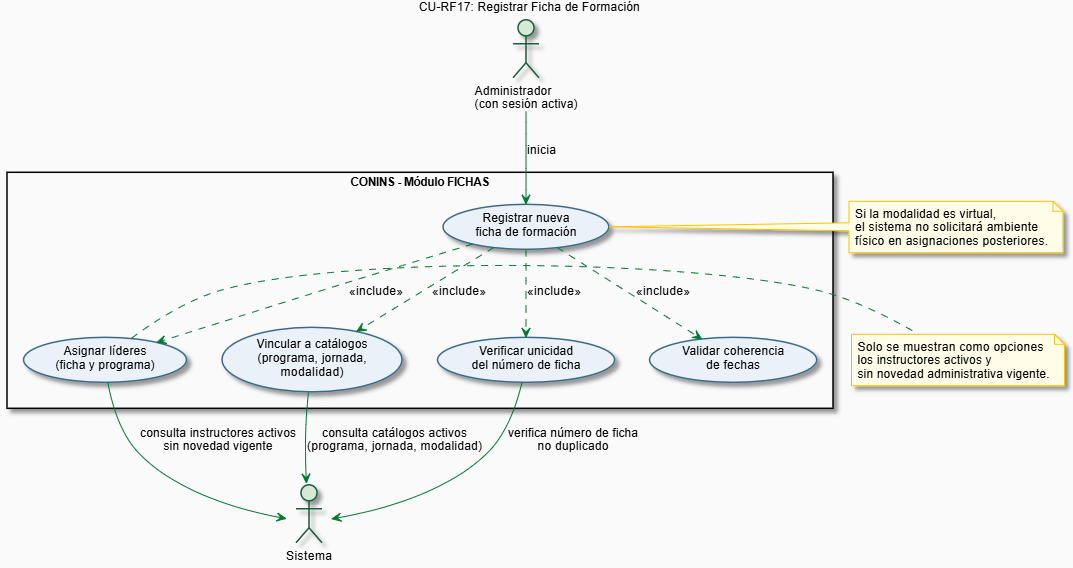 CU-RF17: Registrar Ficha de Formación
Administrador
(con sesión activa)
inicia
CONINS - Módulo FICHAS
Registrar nueva
ficha de formación
Si la modalidad es virtual,
el sistema no solicitará ambiente
físico en asignaciones posteriores.
«include»
«include»
«include»
«include»
Asignar líderes
(ficha y programa)
Vincular a catálogos
(programa, jornada,
modalidad)
Verificar unicidad
del número de ficha
Validar coherencia
de fechas
Solo se muestran como opciones
los instructores activos y
sin novedad administrativa vigente.
consulta instructores activos
sin novedad vigente
consulta catálogos activos
(programa, jornada, modalidad)
verifica número de ficha
no duplicado
Sistema